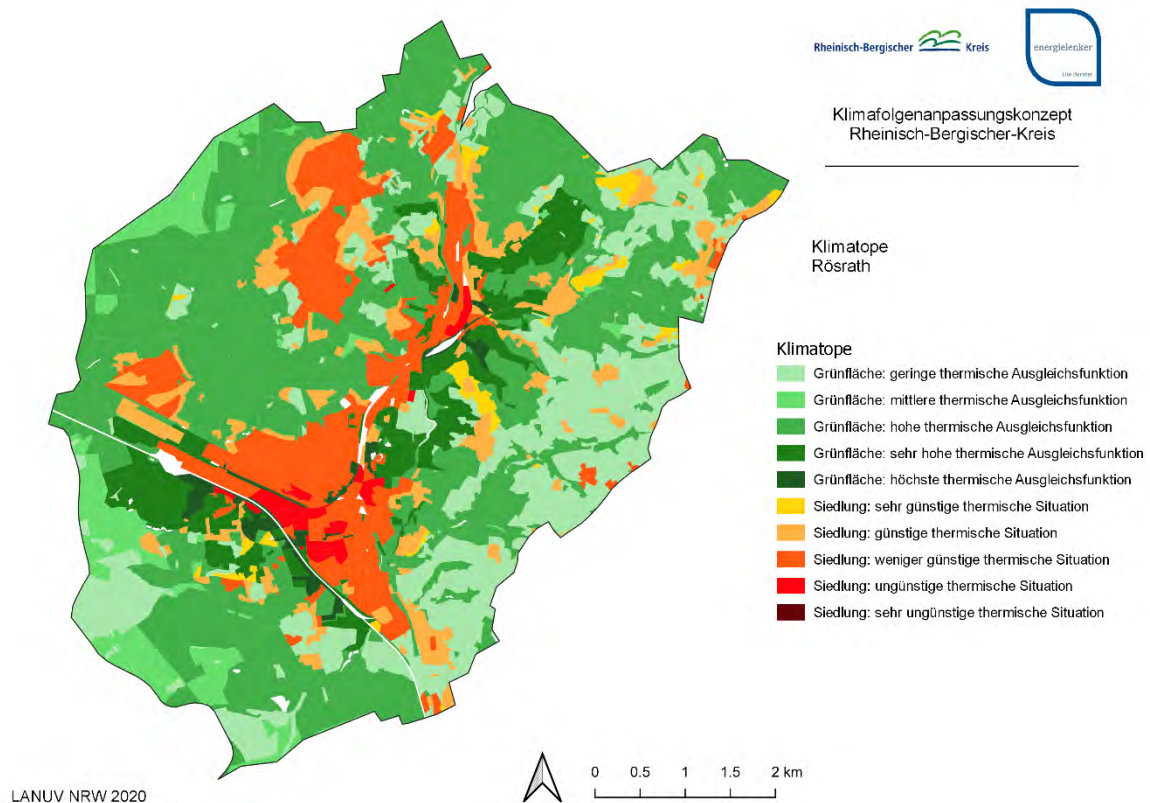 Rheinisch-Bergischer Kreis
energielenker
Die Berater
Klimafolgenanpassungskonzept
Rheinisch-Bergischer-Kreis
Klimatope
Rösrath
Klimatope
Grünfläche: geringe thermische Ausgleichsfunktion
Grünfläche: mittlere thermische Ausgleichsfunktion
Grünfläche: hohe thermische Ausgleichsfunktion
Grünfläche: sehr hohe thermische Ausgleichsfunktion
Grünfläche: höchste thermische Ausgleichsfunktion
Siedlung: sehr günstige thermische Situation
Siedlung: günstige thermische Situation
Siedlung: weniger günstige thermische Situation
Siedlung: ungünstige thermische Situation
Siedlung: sehr ungünstige thermische Situation
0 0.5 1 1.5 2 km
LANUV NRW 2020